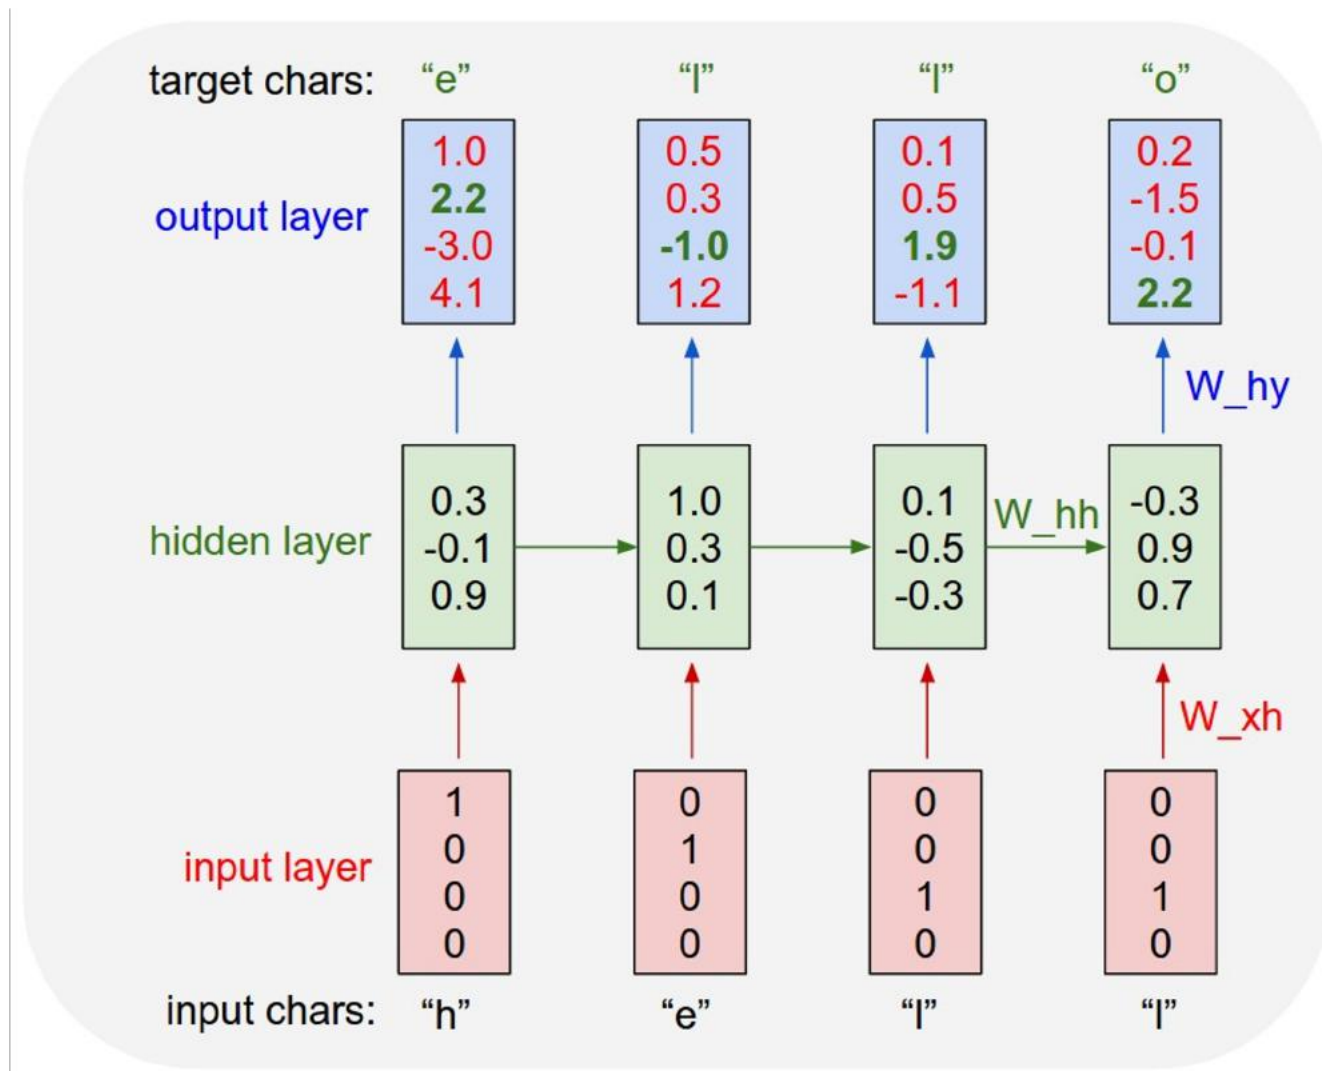 target chars: “e” “l” “l” “o”
1.0 0.5 0.1 0.2
2.2 0.3 0.5 -1.5
output layer
-3.0 -1.0 1.9 -0.1
4.1 1.2 -1.1 2.2
W_hy
0.3 1.0 0.1 -0.3
W_hh
hidden layer -0.1 0.3 -0.5 0.9
0.9 0.1 -0.3 0.7
W_xh
1 0 0 0
0 1 0 0
input layer
0 0 1 1
0 0 0 0
input chars: “h” “e” “l” “l”